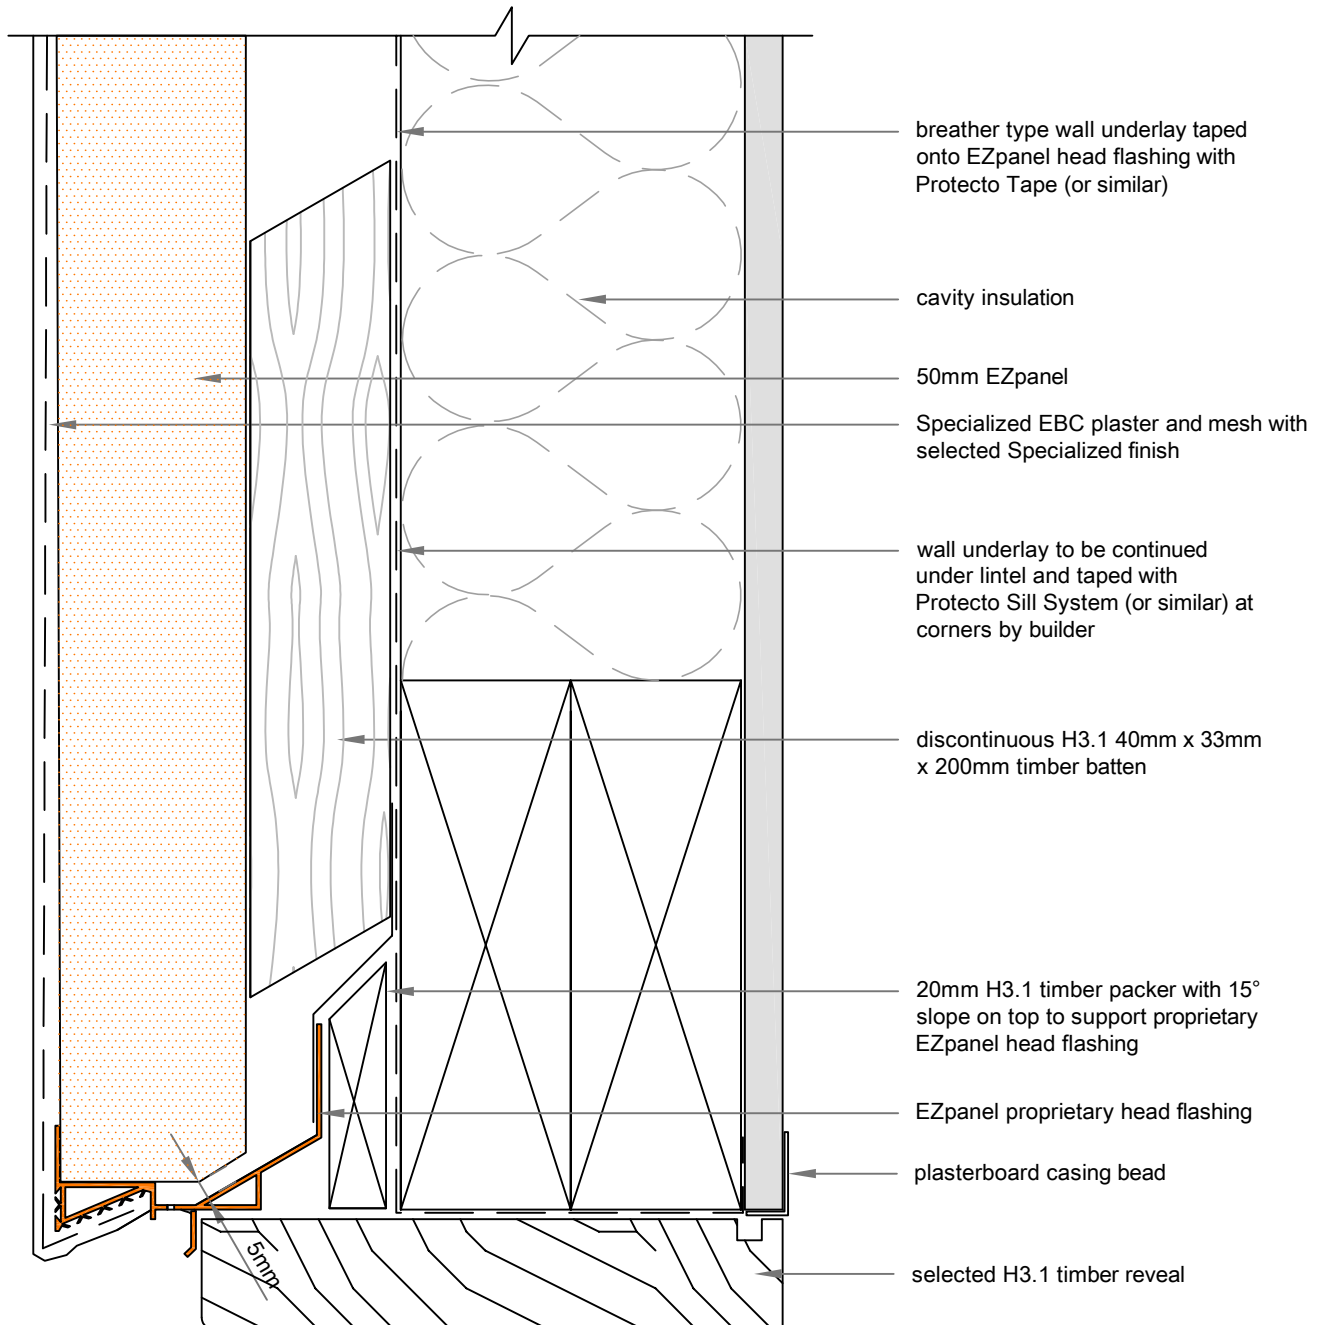 breather type wall underlay taped
onto EZpanel head flashing with
Protecto Tape (or similar)
cavity insulation
50mm EZpanel
Specialized EBC plaster and mesh with
selected Specialized finish
wall underlay to be continued
under lintel and taped with
Protecto Sill System (or similar) at
corners by builder
discontinuous H3.1 40mm x 33mm
x 200mm timber batten
20mm H3.1 timber packer with 15°
slope on top to support proprietary
EZpanel head flashing
EZpanel proprietary head flashing
plasterboard casing bead
5mm
selected H3.1 timber reveal